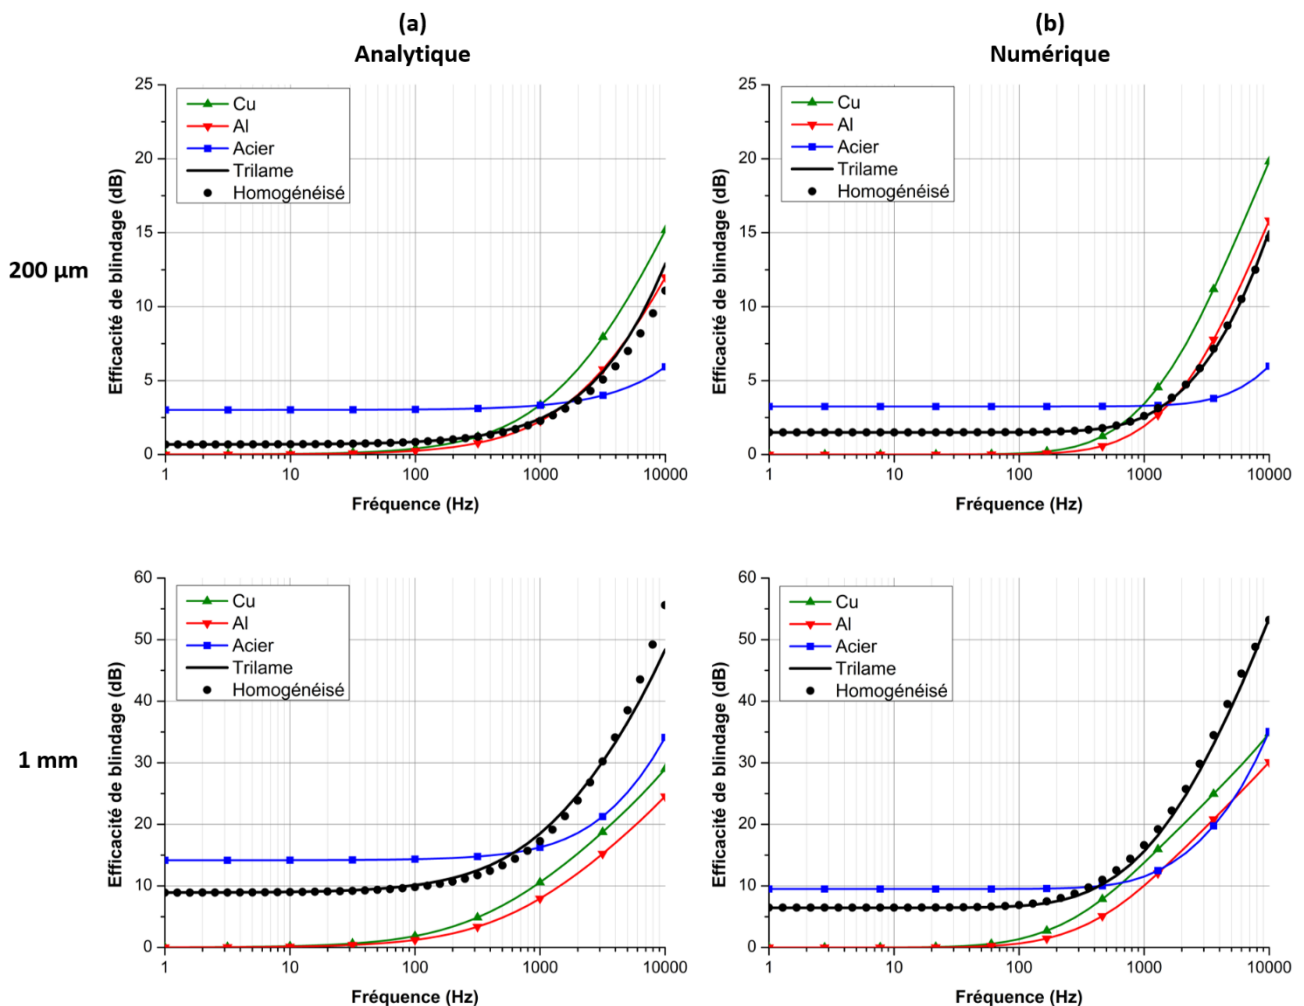 (a)
Analytique
(b)
Numérique
200 µm
25
20
15
10
5
0
Efficacité de blindage (dB)
Cu
Al
Acier
Trilame
Homogénéisé
1
10
100
1000
10000
Fréquence (Hz)
25
20
15
10
5
0
Efficacité de blindage (dB)
Cu
Al
Acier
Trilame
Homogénéisé
1
10
100
1000
10000
Fréquence (Hz)
1 mm
60
50
40
30
20
10
0
Efficacité de blindage (dB)
Cu
Al
Acier
Trilame
Homogénéisé
1
10
100
1000
10000
Fréquence (Hz)
60
50
40
30
20
10
0
Efficacité de blindage (dB)
Cu
Al
Acier
Trilame
Homogénéisé
1
10
100
1000
10000
Fréquence (Hz)